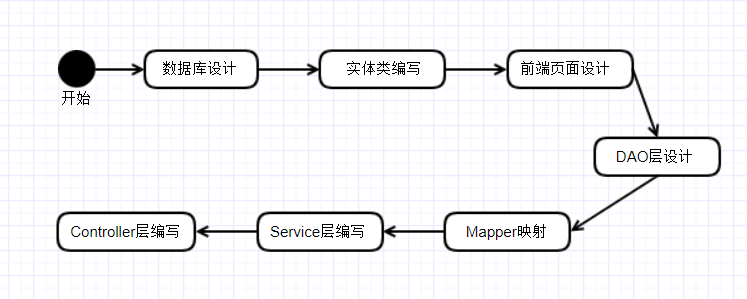 开始
数据库设计
实体类编写
前端页面设计
DAO层设计
Mapper映射
Service层编写
Controller层编写